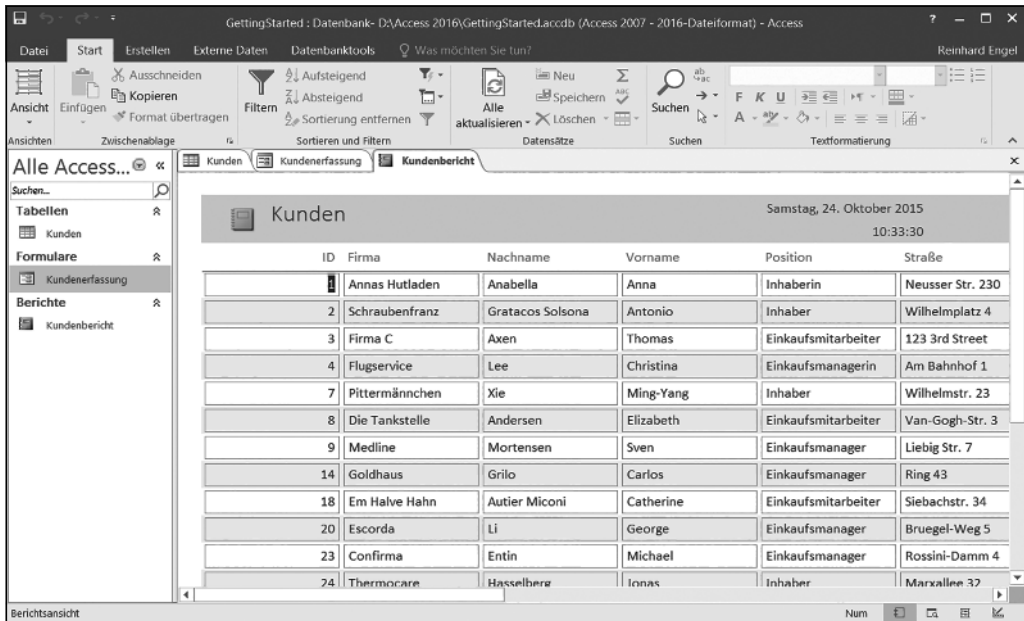 GettingStarted : Datenbank- D:\Access 2016\GettingStarted.accdb (Access 2007 - 2016-Dateiformat) - Access
Datei Start Erstellen Externe Daten Datenbanktools Was möchten Sie tun? Reinhard Engel
Ansicht
Ansichten
Einfügen
Ausschneiden
Kopieren
Format übertragen
Zwischenablage
Filtern
Aufsteigend
Absteigend
Sortierung entfernen
Sortieren und Filtern
Alle
aktualisieren
Neu
Speichern
Löschen
Datensätze
Suchen
Suchen
F K U
A
Textformatierung
Alle Access...
Suchen...
Tabellen
Kunden
Formulare
Kundenerfassung
Berichte
Kundenbericht
Kunden Kundenerfassung Kundenbericht
Kunden
Samstag, 24. Oktober 2015
10:33:30
ID Firma Nachname Vorname Position Straße
1 Annas Hutladen Anabella Anna Inhaberin Neusser Str. 230
2 Schraubenfranz Gratacos Solsona Antonio Inhaber Wilhelmplatz 4
3 Firma C Axen Thomas Einkaufsmitarbeiter 123 3rd Street
4 Flugservice Lee Christina Einkaufsmanagerin Am Bahnhof 1
7 Pittermännchen Xie Ming-Yang Inhaber Wilhelmstr. 23
8 Die Tankstelle Andersen Elizabeth Einkaufsmitarbeiter Van-Gogh-Str. 3
9 Medline Mortensen Sven Einkaufsmanager Liebig Str. 7
14 Goldhaus Grilo Carlos Einkaufsmanager Ring 43
18 Em Halve Hahn Autier Miconi Catherine Einkaufsmitarbeiter Siebachstr. 34
20 Escorda Li George Einkaufsmanager Bruegel-Weg 5
23 Confirma Entin Michael Einkaufsmanager Rossini-Damm 4
24 Thermocare Hasselberg Jonas Inhaber Marxallee 32
Berichtsansicht Num